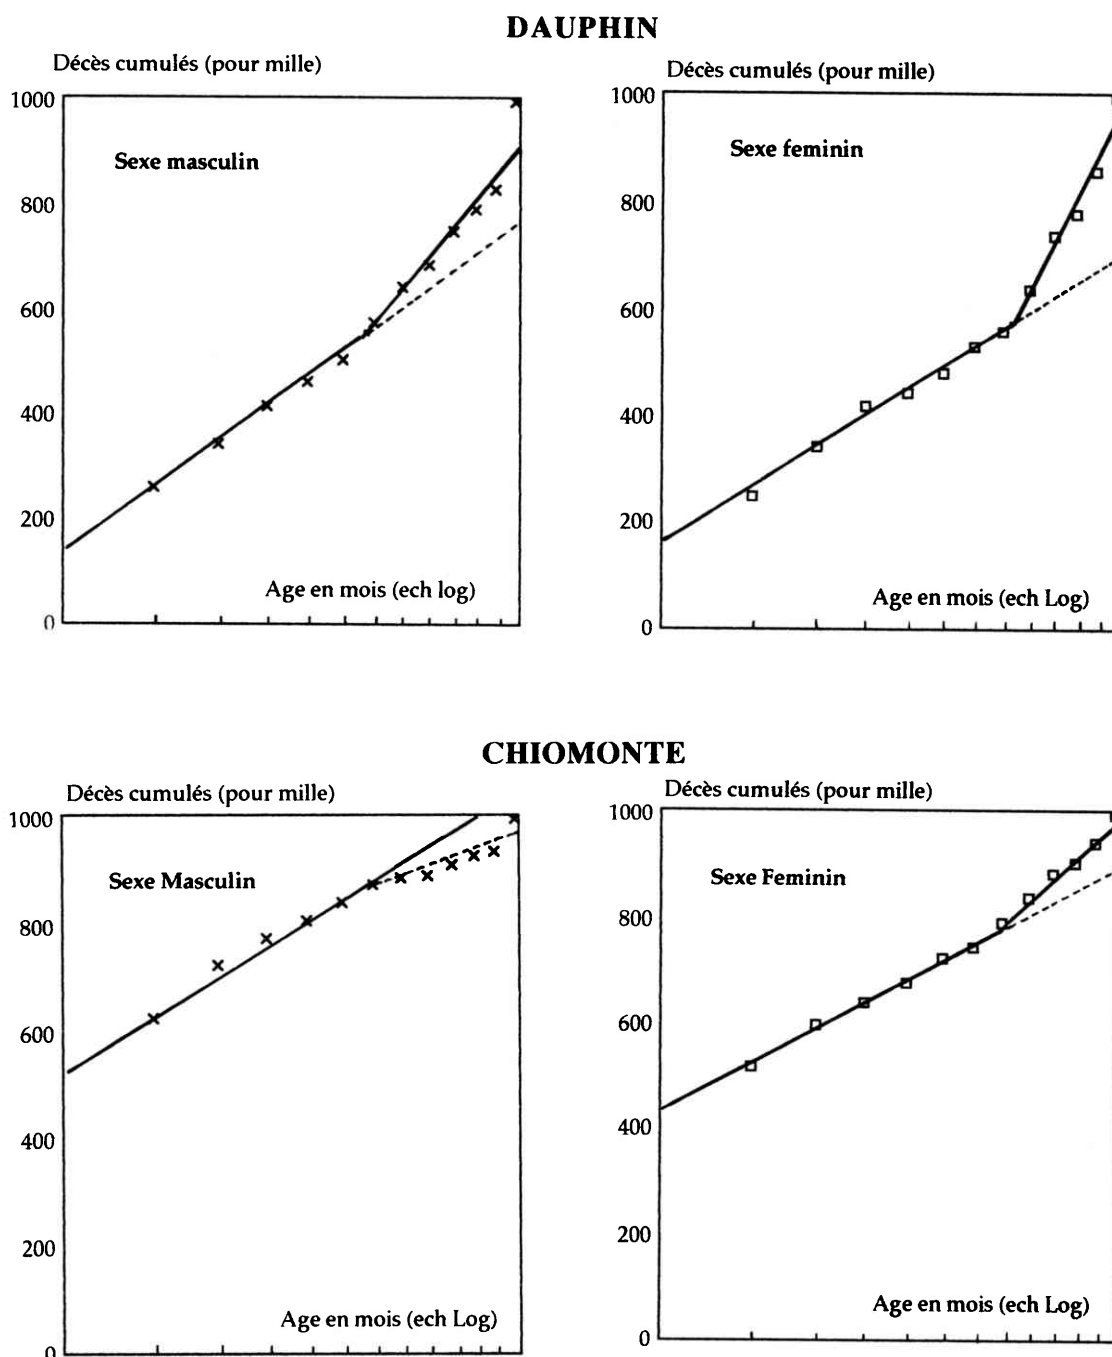 DAUPHIN
Décès cumulés (pour mille)
1000
Sexe masculin
800
600
400
200
Age en mois (ech log)
0
Décès cumulés (pour mille)
1000
Sexe feminin
800
600
400
200
Age en mois (ech Log)
0
CHIOMONTE
Décès cumulés (pour mille)
1000
Sexe Masculin
800
600
400
200
Age en mois (ech Log)
0
Décès cumulés (pour mille)
1000
Sexe Feminin
800
600
400
200
Age en mois (ech Log)
0